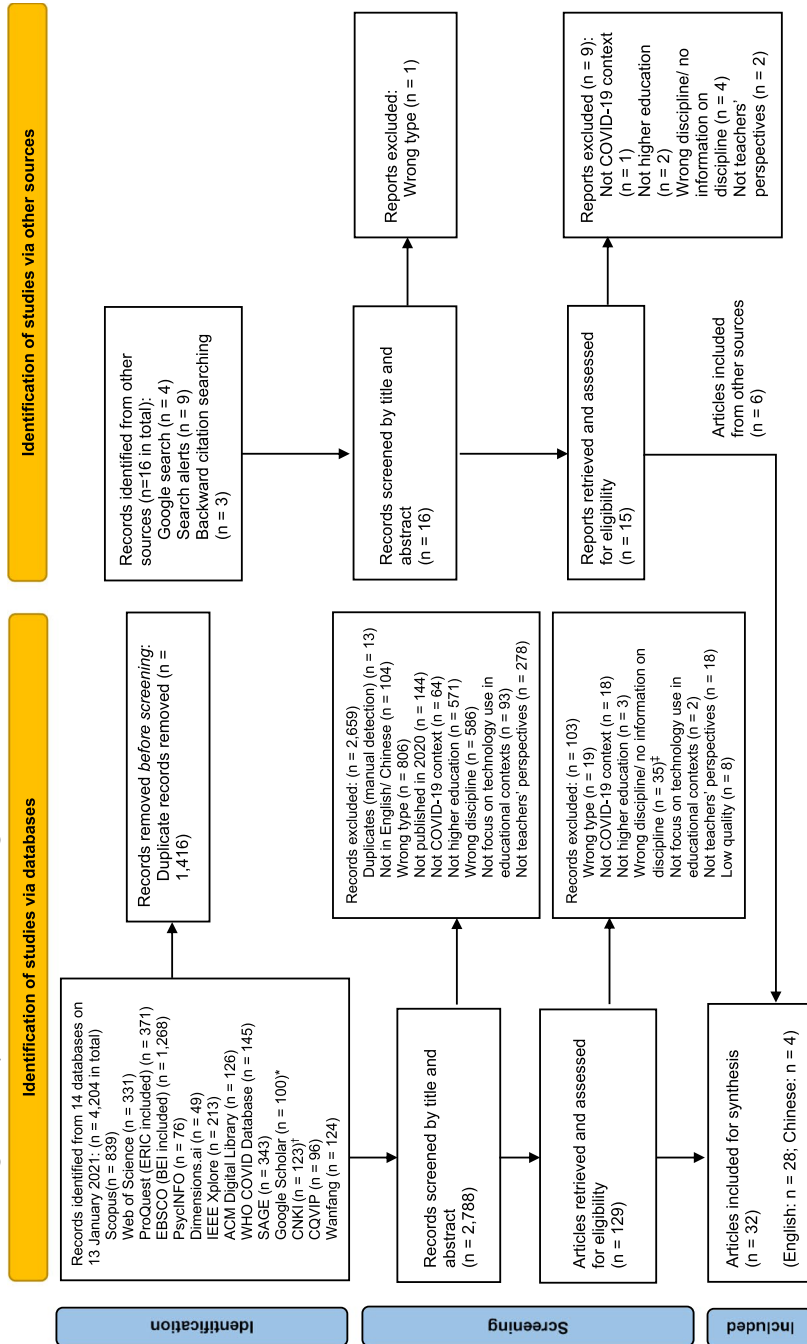 Identification of studies via databases
Identification of studies via other sources
Identification
Records identified from 14 databases on
13 January 2021: (n = 4,204 in total)
Scopus(n = 839)
Web of Science (n = 331)
ProQuest (ERIC included) (n = 371)
EBSCO (BEI included) (n = 1,268)
PsycINFO (n = 76)
Dimensions.ai (n = 49)
IEEE Xplore (n = 213)
ACM Digital Library (n = 126)
WHO COVID Database (n = 145)
SAGE (n = 343)
Google Scholar (n = 100)*
CNKI (n = 123)†
CQVIP (n = 96)
Wanfang (n = 124)
Records removed before screening:
Duplicate records removed (n =
1,416)
Records identified from other
sources (n=16 in total):
Google search (n = 4)
Search alerts (n = 9)
Backward citation searching
(n = 3)
Screening
Records screened by title and
abstract
(n = 2,788)
Records excluded: (n = 2,659)
Duplicates (manual detection) (n = 13)
Not in English/ Chinese (n = 104)
Wrong type (n = 806)
Not published in 2020 (n = 144)
Not COVID-19 context (n = 64)
Not higher education (n = 571)
Wrong discipline (n = 586)
Not focus on technology use in
educational contexts (n = 93)
Not teachers' perspectives (n = 278)
Records screened by title and
abstract
(n = 16)
Reports excluded:
Wrong type (n = 1)
Articles retrieved and assessed
for eligibility
(n = 129)
Records excluded: (n = 103)
Wrong type (n = 19)
Not COVID-19 context (n = 18)
Not higher education (n = 3)
Wrong discipline/ no information on
discipline (n = 35)‡
Not focus on technology use in
educational contexts (n = 2)
Not teachers' perspectives (n = 18)
Low quality (n = 8)
Reports retrieved and assessed
for eligibility
(n = 15)
Reports excluded (n = 9):
Not COVID-19 context
(n = 1)
Not higher education
(n = 2)
Wrong discipline/ no
information on
discipline (n = 4)
Not teachers'
perspectives (n = 2)
Included
Articles included for synthesis
(n = 32)
(English: n = 28; Chinese: n = 4)
Articles included
from other sources
(n = 6)